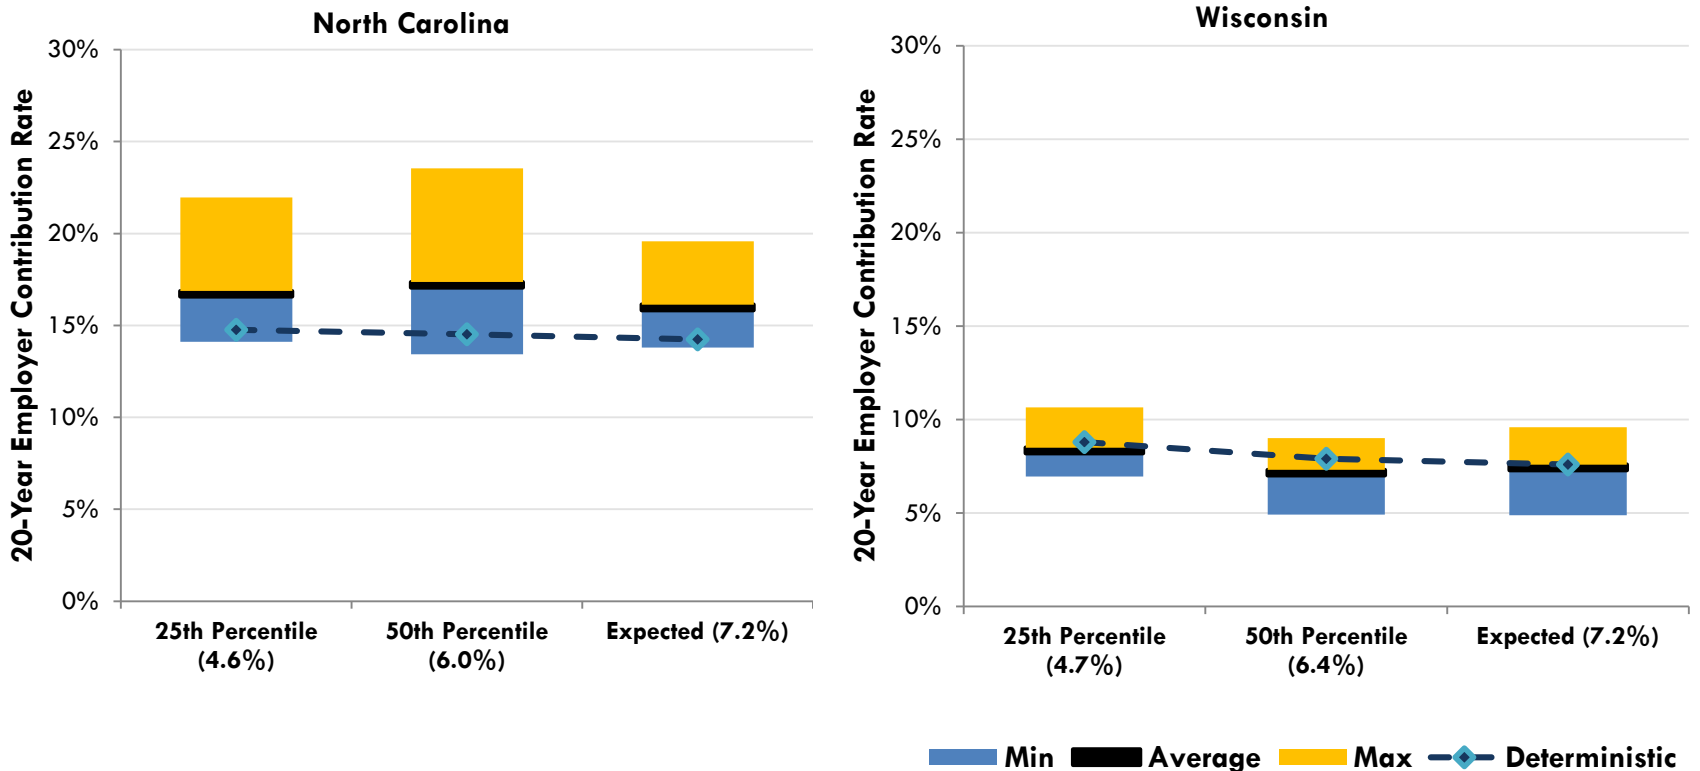 North Carolina
20-Year Employer Contribution Rate
30%
25%
20%
15%
10%
5%
0%
25th Percentile
(4.6%)
50th Percentile
(6.0%)
Expected (7.2%)
Wisconsin
20-Year Employer Contribution Rate
30%
25%
20%
15%
10%
5%
0%
25th Percentile
(4.7%)
50th Percentile
(6.4%)
Expected (7.2%)
Min Average Max Deterministic